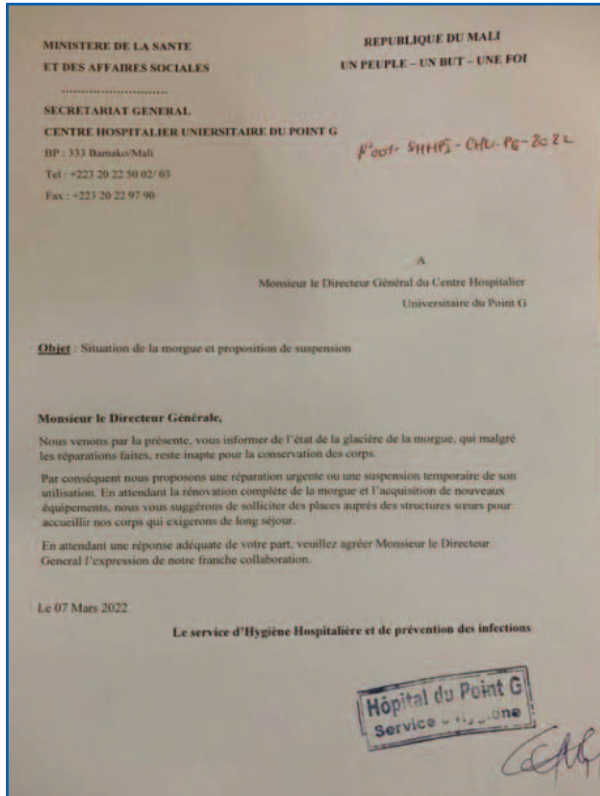 MINISTERE DE LA SANTE
ET DES AFFAIRES SOCIALES
............................
SECRETARIAT GENERAL
CENTRE HOSPITALIER UNIERSITAIRE DU POINT G
BP : 333 Bamako/Mali
Tel : +223 20 22 50 02/ 03
Fax : +223 20 22 97 90
REPUBLIQUE DU MALI
UN PEUPLE – UN BUT – UNE FOI
N°001- SHHPI - CHU - PG - 2022
A
Monsieur le Directeur Général du Centre Hospitalier
Universitaire du Point G
Objet : Situation de la morgue et proposition de suspension
Monsieur le Directeur Générale,
Nous venons par la présente, vous informer de l'état de la glacière de la morgue, qui malgré
les réparations faites, reste inapte pour la conservation des corps.
Par conséquent nous proposons une réparation urgente ou une suspension temporaire de son
utilisation. En attendant la rénovation complète de la morgue et l'acquisition de nouveaux
équipements, nous vous suggérons de solliciter des places auprès des structures sœurs pour
accueillir nos corps qui exigerons de long séjour.
En attendant une réponse adéquate de votre part, veuillez agréer Monsieur le Directeur
General l'expression de notre franche collaboration.
Le 07 Mars 2022
Le service d'Hygiène Hospitalière et de prévention des infections
Hôpital du Point G
Service